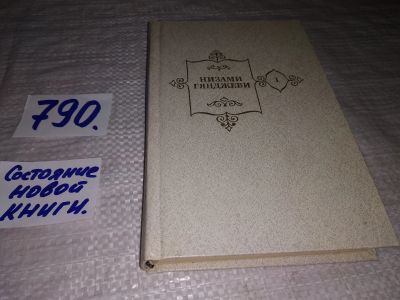 790.
Состояние
новой
книги.
НИЗАМИ
ГЯНДЖЕВИ
1